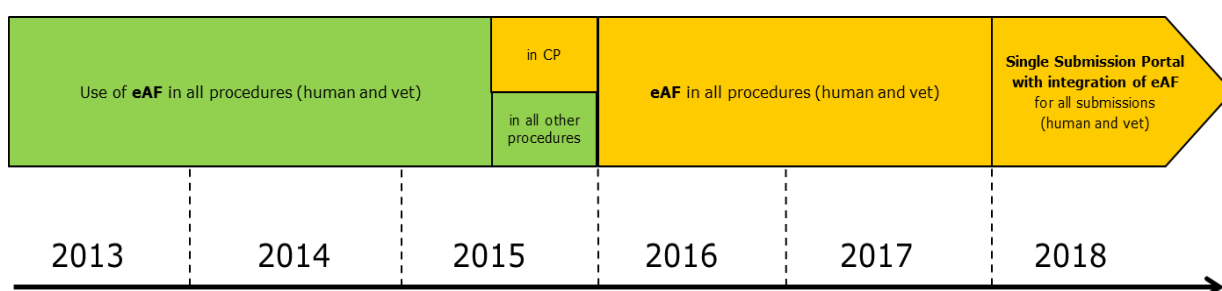 Use of eAF in all procedures (human and vet)
in CP
in all other
procedures
eAF in all procedures (human and vet)
Single Submission Portal
with integration of eAF
for all submissions
(human and vet)
2013
2014
2015
2016
2017
2018